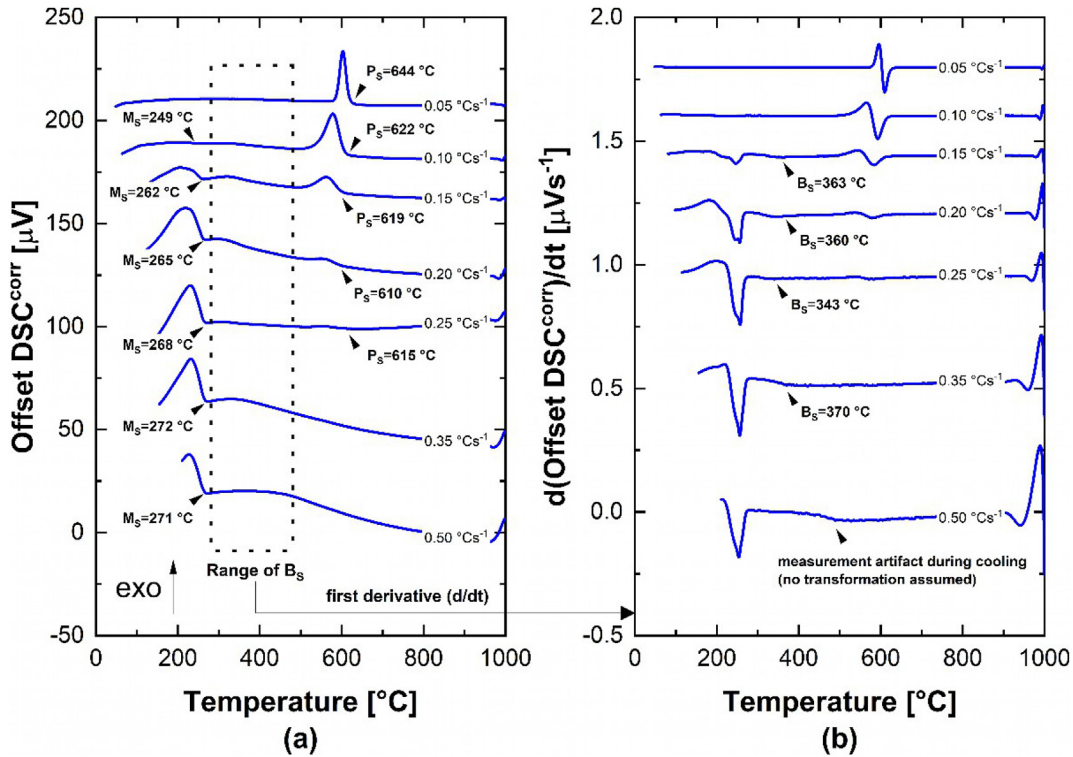 250
200
150
100
50
0
-50
Offset DSC^corr [µV]
P_S=644 °C
0.05 °Cs⁻¹
M_S=249 °C
P_S=622 °C
0.10 °Cs⁻¹
M_S=262 °C
0.15 °Cs⁻¹
P_S=619 °C
M_S=265 °C
0.20 °Cs⁻¹
P_S=610 °C
0.25 °Cs⁻¹
M_S=268 °C
P_S=615 °C
M_S=272 °C
0.35 °Cs⁻¹
M_S=271 °C
0.50 °Cs⁻¹
Range of B_S
exo
first derivative (d/dt)
0 200 400 600 800 1000
Temperature [°C]
(a)
2.0
1.5
1.0
0.5
0.0
-0.5
d(Offset DSC^corr)/dt [µVs⁻¹]
0.05 °Cs⁻¹
0.10 °Cs⁻¹
0.15 °Cs⁻¹
B_S=363 °C
0.20 °Cs⁻¹
B_S=360 °C
0.25 °Cs⁻¹
B_S=343 °C
0.35 °Cs⁻¹
B_S=370 °C
0.50 °Cs⁻¹
measurement artifact during cooling
(no transformation assumed)
0 200 400 600 800 1000
Temperature [°C]
(b)